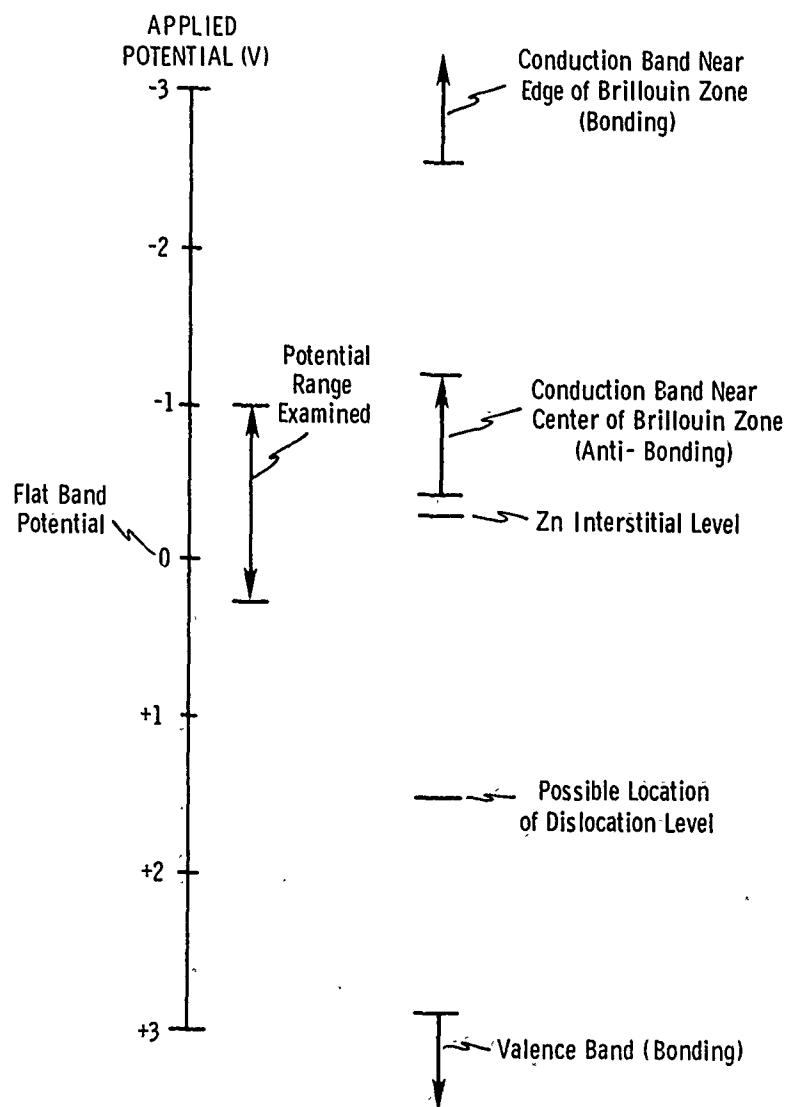 APPLIED
POTENTIAL (V)
-3
-2
-1
0
+1
+2
+3
Flat Band
Potential
Potential
Range
Examined
Conduction Band Near
Edge of Brillouin Zone
(Bonding)
Conduction Band Near
Center of Brillouin Zone
(Anti-Bonding)
Zn Interstitial Level
Possible Location
of Dislocation Level
Valence Band (Bonding)